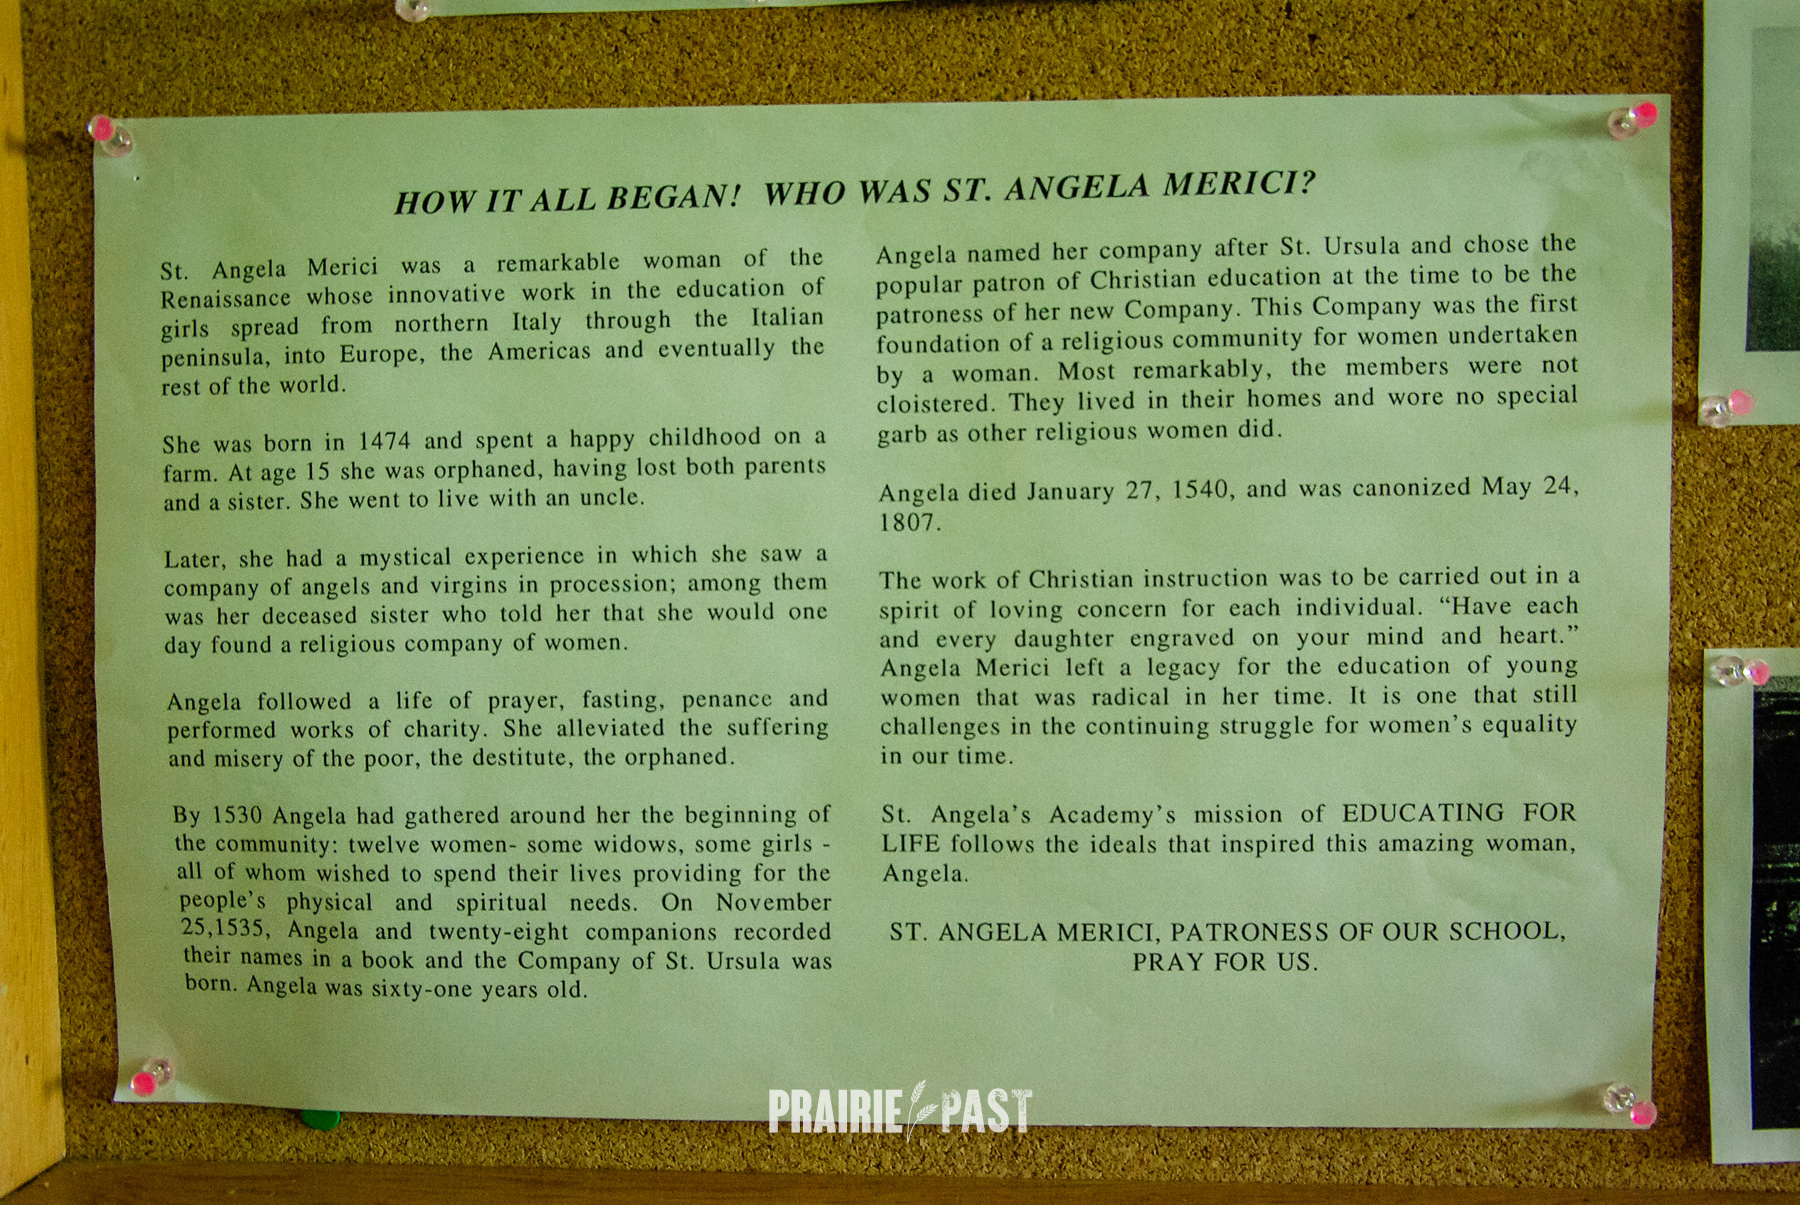 HOW IT ALL BEGAN! WHO WAS ST. ANGELA MERICI?
St. Angela Merici was a remarkable woman of the
Renaissance whose innovative work in the education of
girls spread from northern Italy through the Italian
peninsula, into Europe, the Americas and eventually the
rest of the world.
She was born in 1474 and spent a happy childhood on a
farm. At age 15 she was orphaned, having lost both parents
and a sister. She went to live with an uncle.
Later, she had a mystical experience in which she saw a
company of angels and virgins in procession; among them
was her deceased sister who told her that she would one
day found a religious company of women.
Angela followed a life of prayer, fasting, penance and
performed works of charity. She alleviated the suffering
and misery of the poor, the destitute, the orphaned.
By 1530 Angela had gathered around her the beginning of
the community: twelve women- some widows, some girls -
all of whom wished to spend their lives providing for the
people's physical and spiritual needs. On November
25,1535, Angela and twenty-eight companions recorded
their names in a book and the Company of St. Ursula was
born. Angela was sixty-one years old.
Angela named her company after St. Ursula and chose the
popular patron of Christian education at the time to be the
patroness of her new Company. This Company was the first
foundation of a religious community for women undertaken
by a woman. Most remarkably, the members were not
cloistered. They lived in their homes and wore no special
garb as other religious women did.
Angela died January 27, 1540, and was canonized May 24,
1807.
The work of Christian instruction was to be carried out in a
spirit of loving concern for each individual. “Have each
and every daughter engraved on your mind and heart.”
Angela Merici left a legacy for the education of young
women that was radical in her time. It is one that still
challenges in the continuing struggle for women's equality
in our time.
St. Angela's Academy's mission of EDUCATING FOR
LIFE follows the ideals that inspired this amazing woman,
Angela.
ST. ANGELA MERICI, PATRONESS OF OUR SCHOOL,
PRAY FOR US.
PRAIRIE PAST